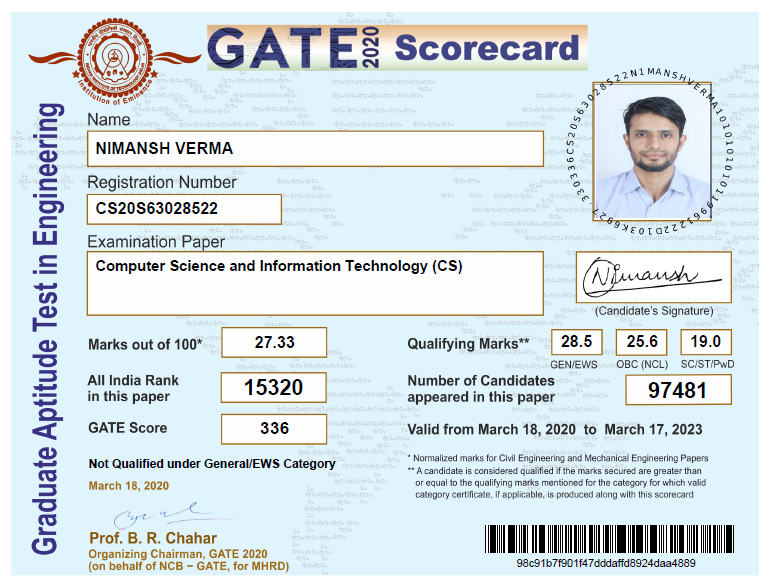 GATE 2020 Scorecard
Institution of Eminence
Graduate Aptitude Test in Engineering
Name
NIMANSH VERMA
Registration Number
CS20S63028522
Examination Paper
Computer Science and Information Technology (CS)
Nimansh
(Candidate's Signature)
Marks out of 100*
27.33
Qualifying Marks**
28.5
25.6
19.0
GEN/EWS
OBC (NCL)
SC/ST/PwD
All India Rank
in this paper
15320
Number of Candidates
appeared in this paper
97481
GATE Score
336
Valid from March 18, 2020 to March 17, 2023
Not Qualified under General/EWS Category
March 18, 2020
* Normalized marks for Civil Engineering and Mechanical Engineering Papers
** A candidate is considered qualified if the marks secured are greater than
or equal to the qualifying marks mentioned for the category for which valid
category certificate, if applicable, is produced along with this scorecard
Prof. B. R. Chahar
Organizing Chairman, GATE 2020
(on behalf of NCB − GATE, for MHRD)
98c91b7f901f47dddaffd8924daa4889